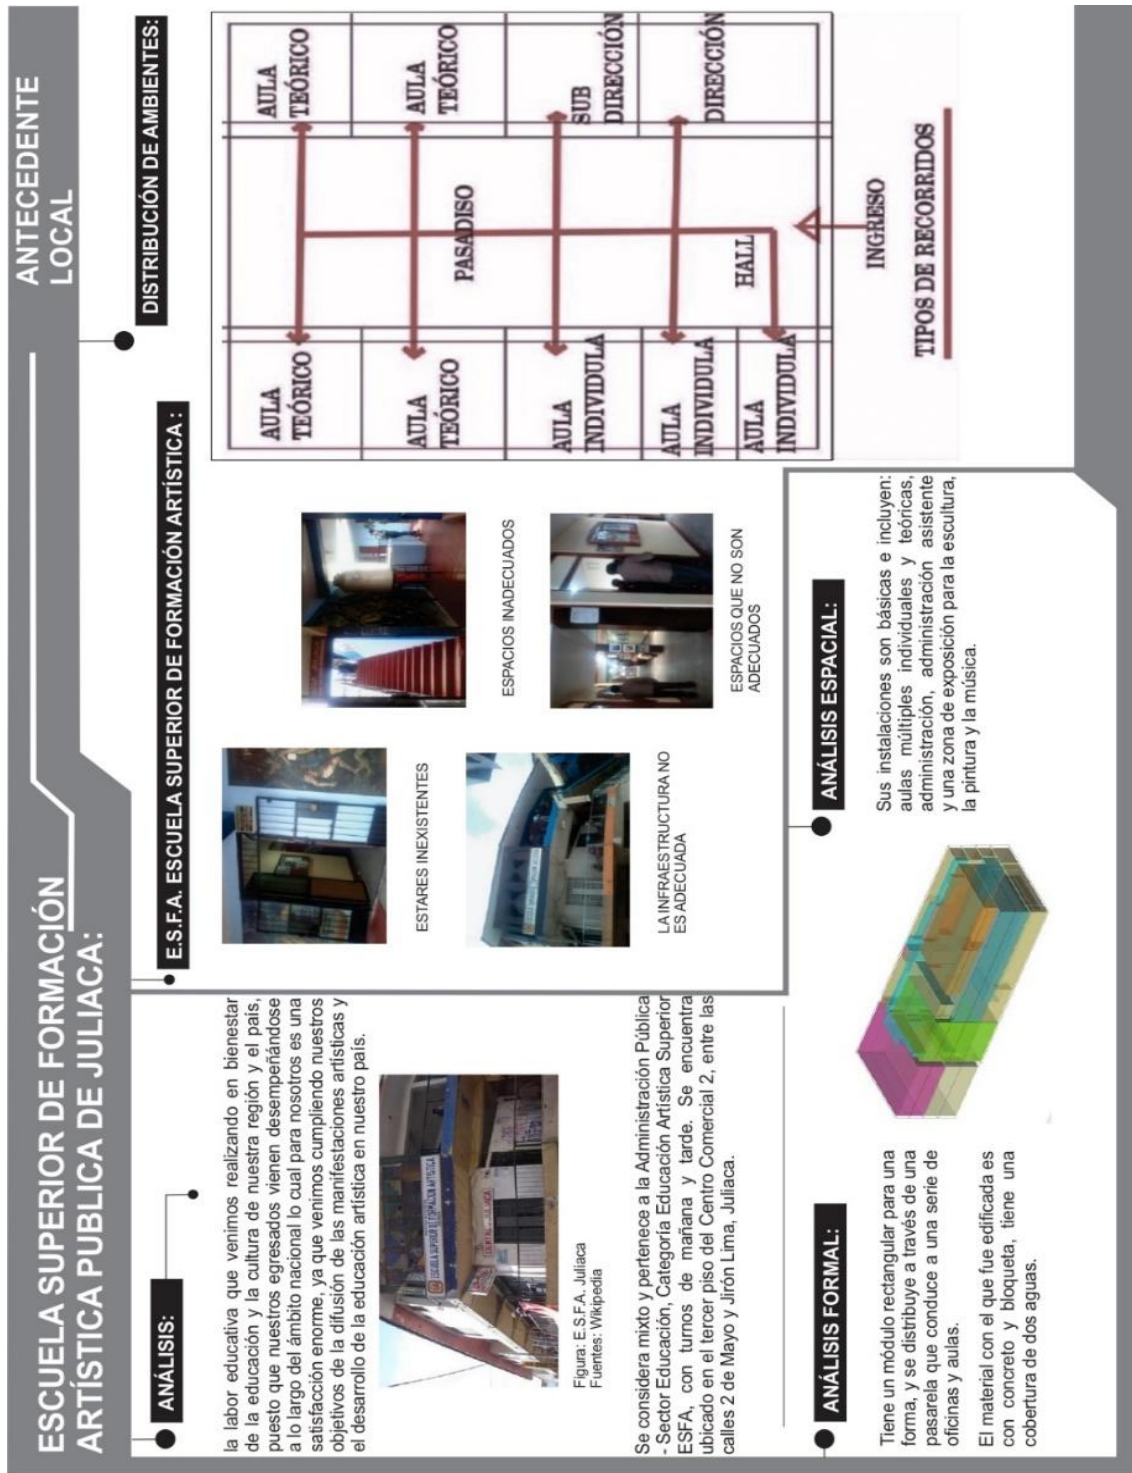 ESCUELA SUPERIOR DE FORMACIÓN
ARTÍSTICA PUBLICA DE JULIACA:
ANTECEDENTE
LOCAL
ANÁLISIS:
la labor educativa que venimos realizando en bienestar
de la educación y la cultura de nuestra región y el país,
puesto que nuestros egresados vienen desempeñándose
a lo largo del ámbito nacional lo cual para nosotros es una
satisfacción enorme, ya que venimos cumpliendo nuestros
objetivos de la difusión de las manifestaciones artísticas y
el desarrollo de la educación artística en nuestro país.
ESCUELA SUPERIOR DE FORMACION ARTISTICA
Figura: E.S.F.A. Juliaca
Fuentes: Wikipedia
Se considera mixto y pertenece a la Administración Pública
- Sector Educación, Categoría Educación Artística Superior
ESFA, con turnos de mañana y tarde. Se encuentra
ubicado en el tercer piso del Centro Comercial 2, entre las
calles 2 de Mayo y Jirón Lima, Juliaca.
E.S.F.A. ESCUELA SUPERIOR DE FORMACIÓN ARTÍSTICA :
ESTARES INEXISTENTES
ESPACIOS INADECUADOS
LA INFRAESTRUCTURA NO
ES ADECUADA
ESPACIOS QUE NO SON
ADECUADOS
DISTRIBUCIÓN DE AMBIENTES:
AULA
TEÓRICO
AULA
TEÓRICO
AULA
TEÓRICO
AULA
TEÓRICO
PASADISO
AULA
INDIVIDULA
SUB
DIRECCIÓN
AULA
INDIVIDULA
DIRECCIÓN
AULA
INDIVIDULA
HALL
INGRESO
TIPOS DE RECORRIDOS
ANÁLISIS FORMAL:
Tiene un módulo rectangular para una
forma, y se distribuye a través de una
pasarela que conduce a una serie de
oficinas y aulas.
El material con el que fue edificada es
con concreto y bloqueta, tiene una
cobertura de dos aguas.
ANÁLISIS ESPACIAL:
Sus instalaciones son básicas e incluyen:
aulas múltiples individuales y teóricas,
administración, administración asistente
y una zona de exposición para la escultura,
la pintura y la música.